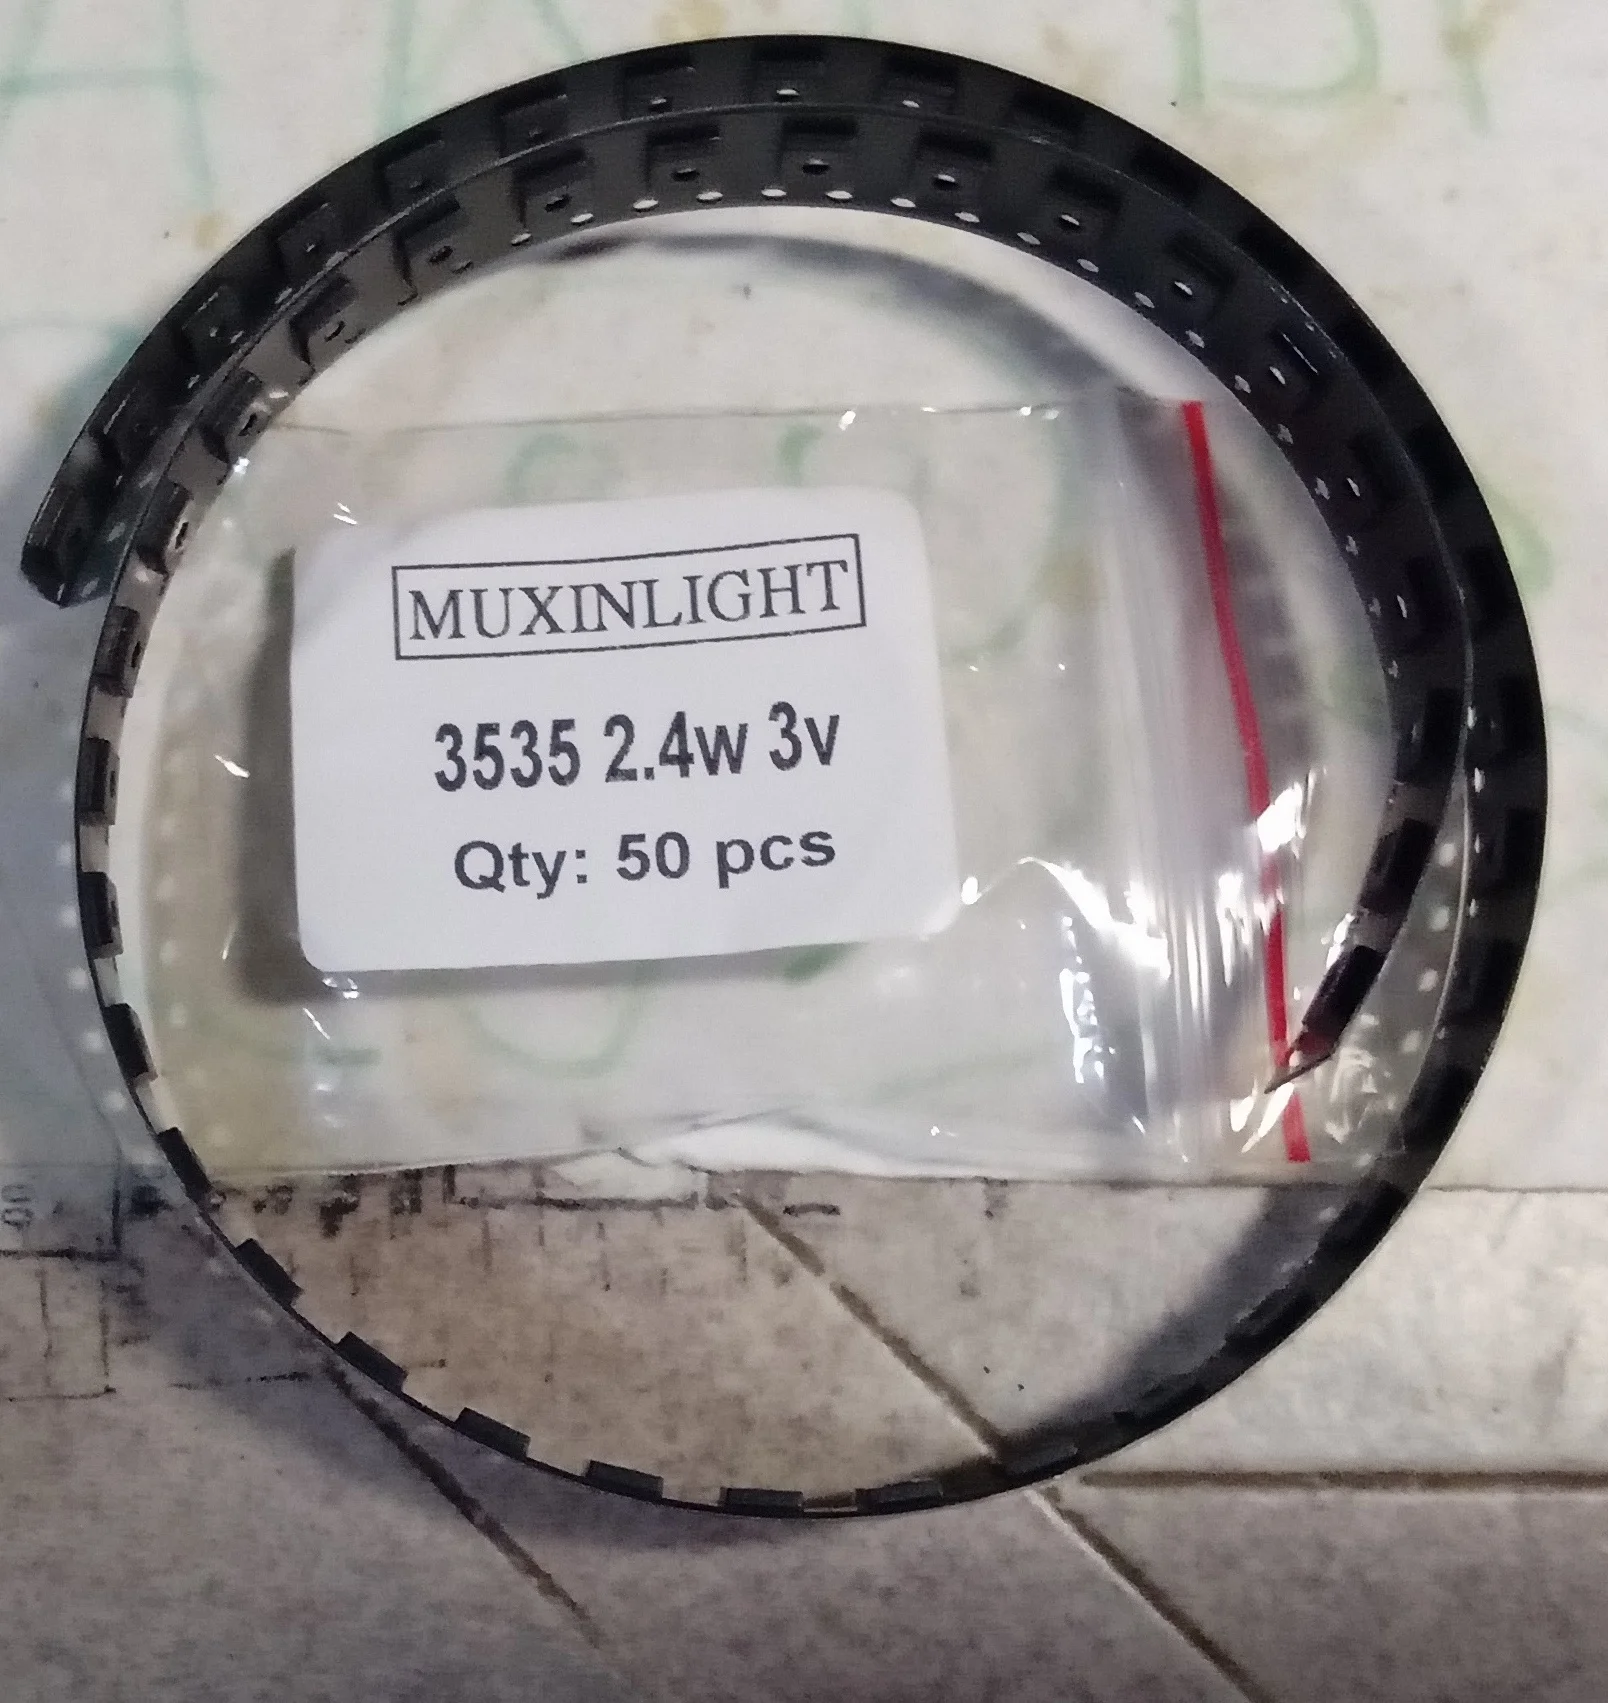 MUXINLIGHT
3535 2.4w 3v
Qty: 50 pcs